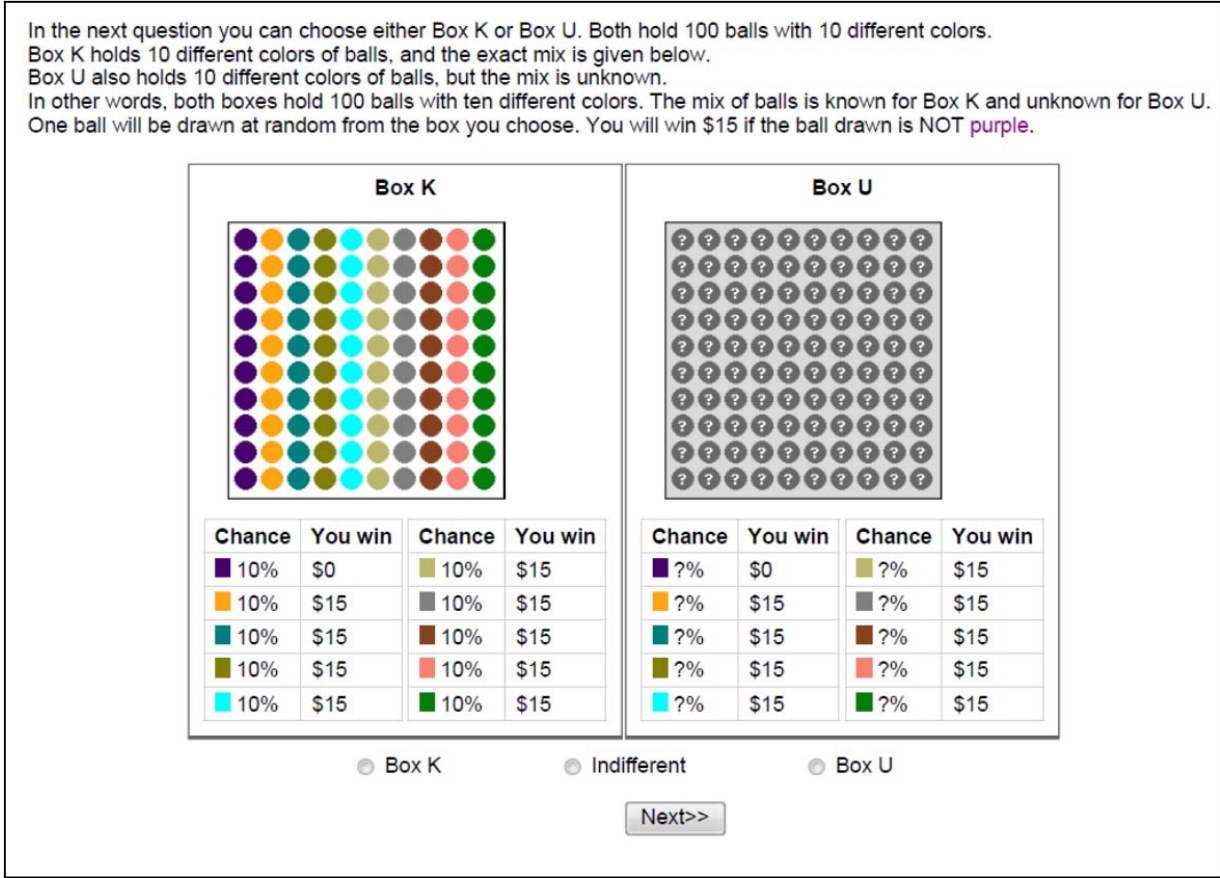 In the next question you can choose either Box K or Box U. Both hold 100 balls with 10 different colors.
Box K holds 10 different colors of balls, and the exact mix is given below.
Box U also holds 10 different colors of balls, but the mix is unknown.
In other words, both boxes hold 100 balls with ten different colors. The mix of balls is known for Box K and unknown for Box U.
One ball will be drawn at random from the box you choose. You will win $15 if the ball drawn is NOT purple.
Box K
Chance You win Chance You win
10% $0 10% $15
10% $15 10% $15
10% $15 10% $15
10% $15 10% $15
10% $15 10% $15
Box U
? ? ? ? ? ? ? ? ? ?
? ? ? ? ? ? ? ? ? ?
? ? ? ? ? ? ? ? ? ?
? ? ? ? ? ? ? ? ? ?
? ? ? ? ? ? ? ? ? ?
? ? ? ? ? ? ? ? ? ?
? ? ? ? ? ? ? ? ? ?
? ? ? ? ? ? ? ? ? ?
? ? ? ? ? ? ? ? ? ?
? ? ? ? ? ? ? ? ? ?
Chance You win Chance You win
?% $0 ?% $15
?% $15 ?% $15
?% $15 ?% $15
?% $15 ?% $15
?% $15 ?% $15
Box K Indifferent Box U
Next>>